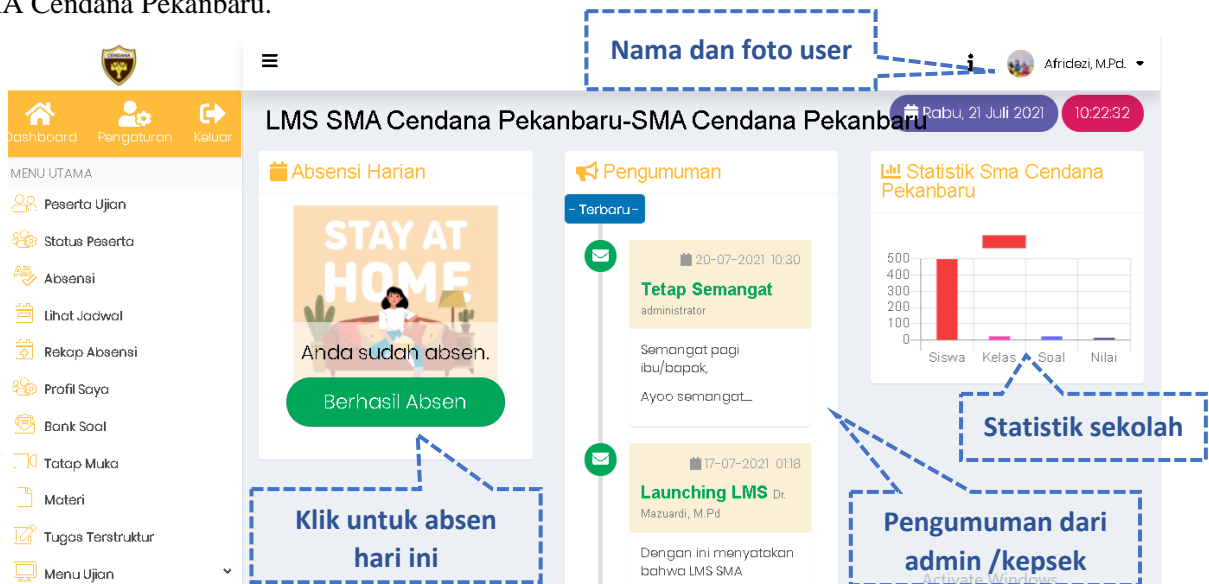 MA Cendana Pekanbaru.
Nama dan foto user
CENDANA
Afridezi, M.Pd.
Dashboard Pengaturan Keluar
LMS SMA Cendana Pekanbaru-SMA Cendana Pekanbaru
Rabu, 21 Juli 2021
10:22:32
MENU UTAMA
Peserta Ujian
Status Peserta
Absensi
Lihat Jadwal
Rekap Absensi
Profil Saya
Bank Soal
Tatap Muka
Materi
Tugas Terstruktur
Menu Ujian
Absensi Harian
STAY AT
HOME
Anda sudah absen.
Berhasil Absen
Klik untuk absen
hari ini
Pengumuman
- Terbaru -
20-07-2021 10:30
Tetap Semangat
administrator
Semangat pagi
ibu/bapak,
Ayoo semangat....
17-07-2021 01:18
Launching LMS Dr.
Mazuardi, M.Pd
Dengan ini menyatakan
bahwa LMS SMA
Statistik Sma Cendana
Pekanbaru
500
400
300
200
100
0
Siswa Kelas Soal Nilai
Statistik sekolah
Pengumuman dari
admin /kepsek
Activate Windows